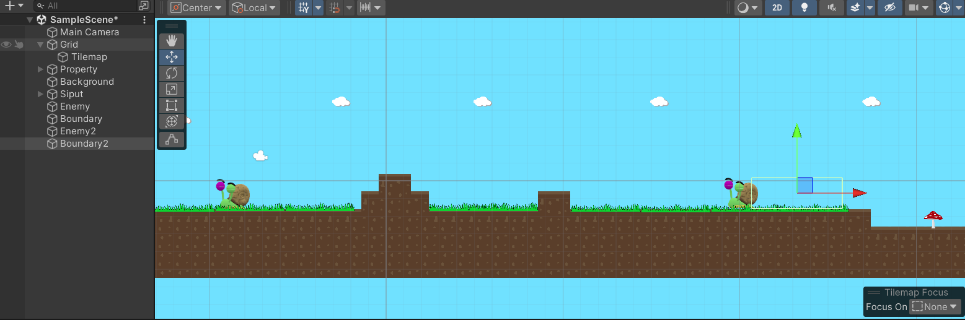 All
Center
Local
2D
SampleScene*
Main Camera
Grid
Tilemap
Property
Background
Siput
Enemy
Boundary
Enemy2
Boundary2
Tilemap Focus
Focus On
None